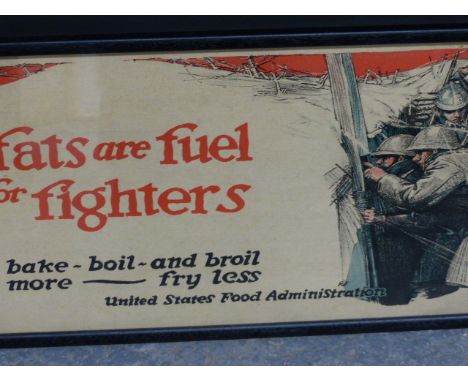 fats are fuel
for fighters
bake - boil - and broil
more — fry less
United States Food Administration